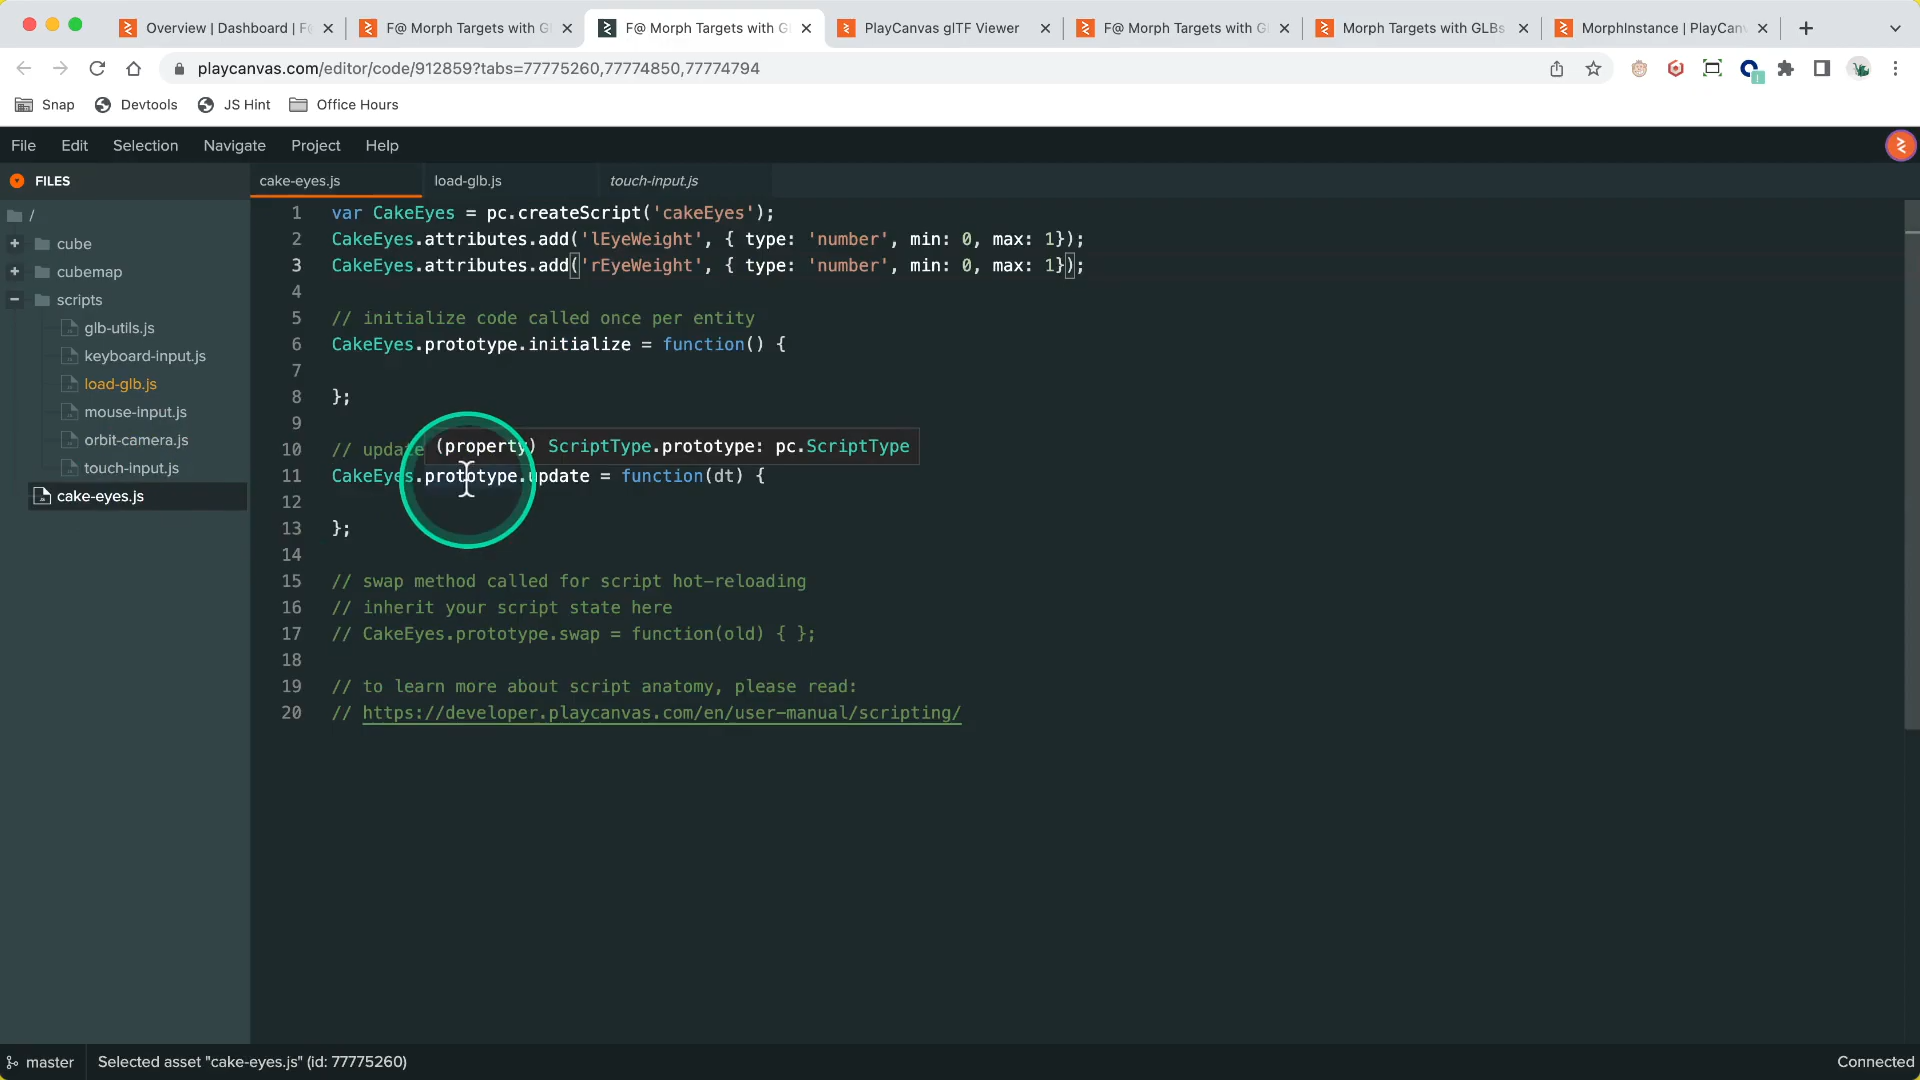 Overview | Dashboard | F
F@ Morph Targets with G
F@ Morph Targets with G
PlayCanvas glTF Viewer
F@ Morph Targets with G
Morph Targets with GLBs
MorphInstance | PlayCan
playcanvas.com/editor/code/912859?tabs=77775260,77774850,77774794
Snap
Devtools
JS Hint
Office Hours
File
Edit
Selection
Navigate
Project
Help
FILES
/
cube
cubemap
scripts
glb-utils.js
keyboard-input.js
load-glb.js
mouse-input.js
orbit-camera.js
touch-input.js
cake-eyes.js
cake-eyes.js
load-glb.js
touch-input.js
1 var CakeEyes = pc.createScript('cakeEyes');
2 CakeEyes.attributes.add('lEyeWeight', { type: 'number', min: 0, max: 1});
3 CakeEyes.attributes.add('rEyeWeight', { type: 'number', min: 0, max: 1});
4
5 // initialize code called once per entity
6 CakeEyes.prototype.initialize = function() {
7
8 };
9
10 // update
(property) ScriptType.prototype: pc.ScriptType
11 CakeEyes.prototype.update = function(dt) {
12
13 };
14
15 // swap method called for script hot-reloading
16 // inherit your script state here
17 // CakeEyes.prototype.swap = function(old) { };
18
19 // to learn more about script anatomy, please read:
20 // https://developer.playcanvas.com/en/user-manual/scripting/
master
Selected asset "cake-eyes.js" (id: 77775260)
Connected